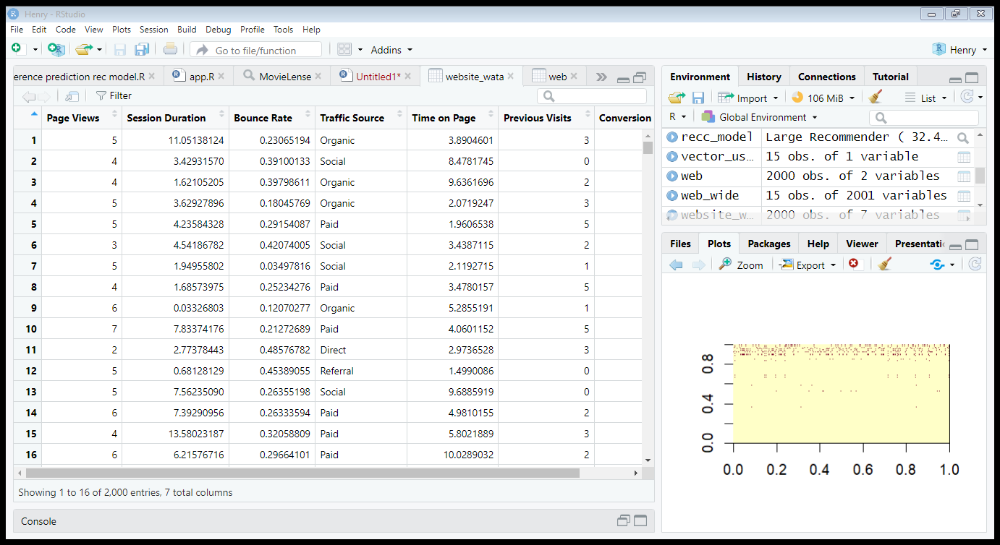 Henry - RStudio
File Edit Code View Plots Session Build Debug Profile Tools Help
Go to file/function Addins Henry
erence prediction rec model.R app.R MovieLense Untitled1* website_wata web
Filter
Page Views Session Duration Bounce Rate Traffic Source Time on Page Previous Visits Conversion
1 5 11.05138124 0.23065194 Organic 3.8904601 3
2 4 3.42931570 0.39100133 Social 8.4781745 0
3 4 1.62105205 0.39798611 Organic 9.6361696 2
4 5 3.62927896 0.18045769 Organic 2.0719247 3
5 5 4.23584328 0.29154087 Paid 1.9606538 5
6 3 4.54186782 0.42074005 Social 3.4387115 2
7 5 1.94955802 0.03497816 Social 2.1192715 1
8 4 1.68573975 0.25234276 Paid 3.4780157 5
9 6 0.03326803 0.12070277 Organic 5.2855191 1
10 7 7.83374176 0.21272689 Paid 4.0601152 5
11 2 2.77378443 0.48576782 Direct 2.9736528 3
12 5 0.68128129 0.45389055 Referral 1.4990086 0
13 5 7.56235090 0.26355198 Social 9.6885919 0
14 6 7.39290956 0.26333594 Paid 4.9810155 2
15 4 13.58023187 0.32058809 Paid 5.8021889 3
16 6 6.21576716 0.29664101 Paid 10.0289032 2
Showing 1 to 16 of 2,000 entries, 7 total columns
Console
Environment History Connections Tutorial
Import 106 MiB List
R Global Environment
recc_model Large Recommender ( 32.4...
vector_us... 15 obs. of 1 variable
web 2000 obs. of 2 variables
web_wide 15 obs. of 2001 variables
website_w... 2000 obs. of 7 variables
Files Plots Packages Help Viewer Presentatio
Zoom Export
0.8
0.4
0.0
0.0 0.2 0.4 0.6 0.8 1.0